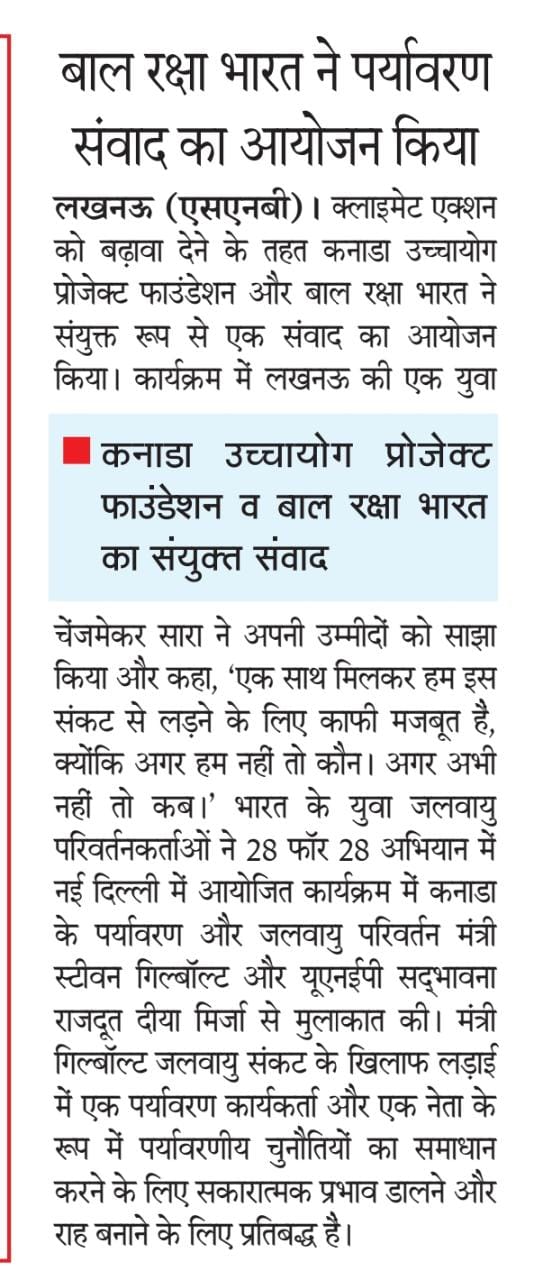 बाल रक्षा भारत ने पर्यावरण
संवाद का आयोजन किया
लखनऊ (एसएनबी)। क्लाइमेट एक्शन
को बढ़ावा देने के तहत कनाडा उच्चायोग
प्रोजेक्ट फाउंडेशन और बाल रक्षा भारत ने
संयुक्त रूप से एक संवाद का आयोजन
किया। कार्यक्रम में लखनऊ की एक युवा
कनाडा उच्चायोग प्रोजेक्ट
फाउंडेशन व बाल रक्षा भारत
का संयुक्त संवाद
चेंजमेकर सारा ने अपनी उम्मीदों को साझा
किया और कहा, ‘एक साथ मिलकर हम इस
संकट से लड़ने के लिए काफी मजबूत हैं,
क्योंकि अगर हम नहीं तो कौन। अगर अभी
नहीं तो कब।’ भारत के युवा जलवायु
परिवर्तनकर्ताओं ने 28 फॉर 28 अभियान में
नई दिल्ली में आयोजित कार्यक्रम में कनाडा
के पर्यावरण और जलवायु परिवर्तन मंत्री
स्टीवन गिल्बॉल्ट और यूएनईपी सद्भावना
राजदूत दीया मिर्जा से मुलाकात की। मंत्री
गिल्बॉल्ट जलवायु संकट के खिलाफ लड़ाई
में एक पर्यावरण कार्यकर्ता और एक नेता के
रूप में पर्यावरणीय चुनौतियों का समाधान
करने के लिए सकारात्मक प्रभाव डालने और
राह बनाने के लिए प्रतिबद्ध है।